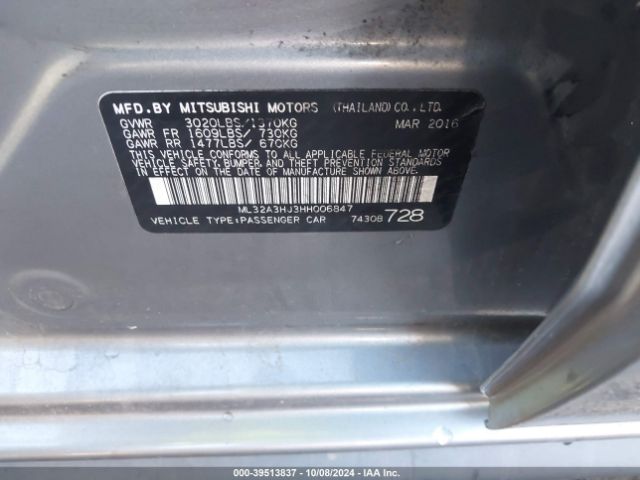 MFD.BY MITSUBISHI MOTORS (THAILAND) CO., LTD.
GVWR 3020LBS/1370KG MAR 2016
GAWR FR 1609LBS/ 730KG
GAWR RR 1477LBS/ 670KG
THIS VEHICLE CONFORMS TO ALL APPLICABLE FEDERAL MOTOR
VEHICLE SAFETY, BUMPER, AND THEFT PREVENTION STANDARDS
IN EFFECT ON THE DATE OF MANUFACTURE SHOWN ABOVE.
ML32A3HJ3HH006847
VEHICLE TYPE:PASSENGER CAR 74308 728
000-39513837 - 10/08/2024 - IAA Inc.